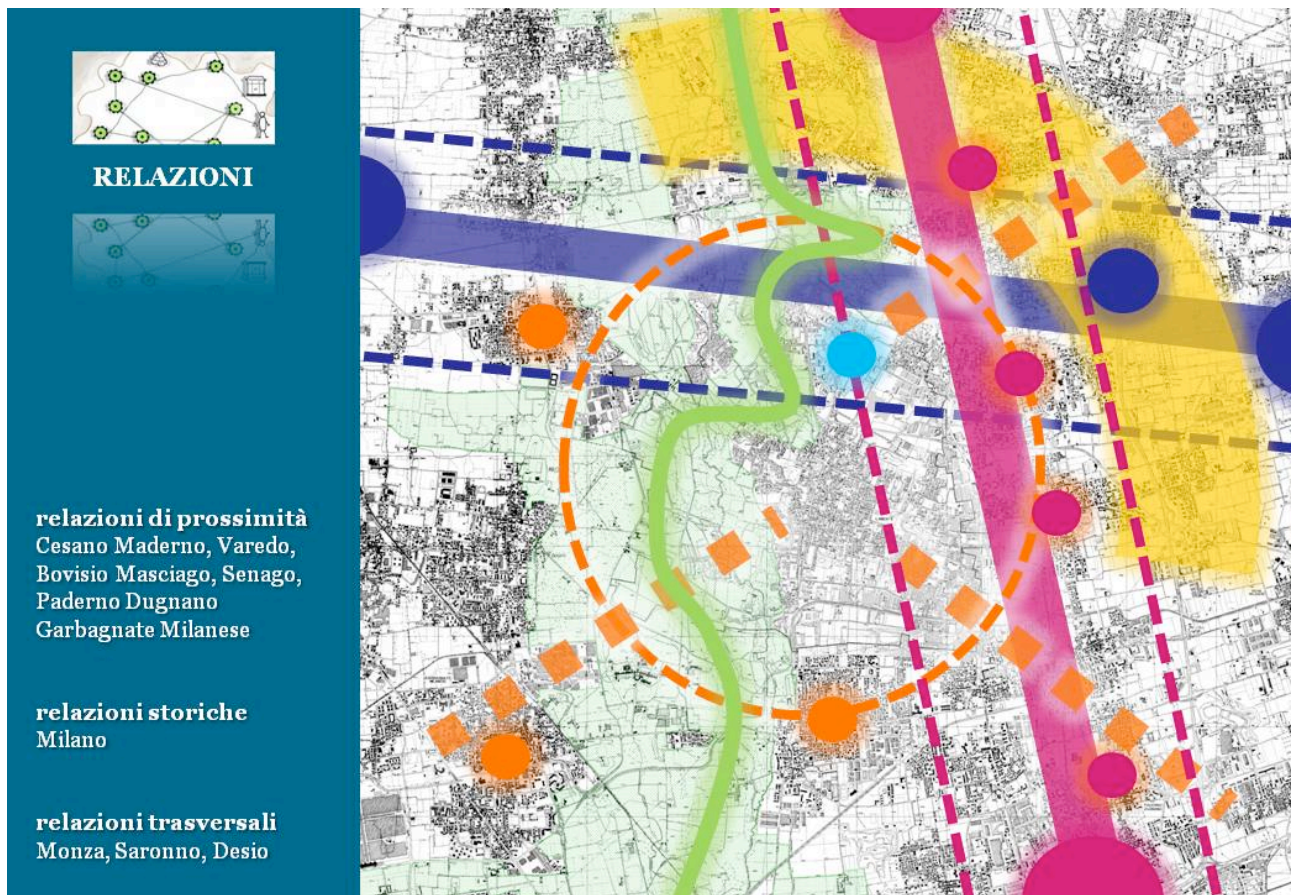 RELAZIONI
relazioni di prossimità
Cesano Maderno, Varedo,
Bovisio Masciago, Senago,
Paderno Dugnano
Garbagnate Milanese
relazioni storiche
Milano
relazioni trasversali
Monza, Saronno, Desio